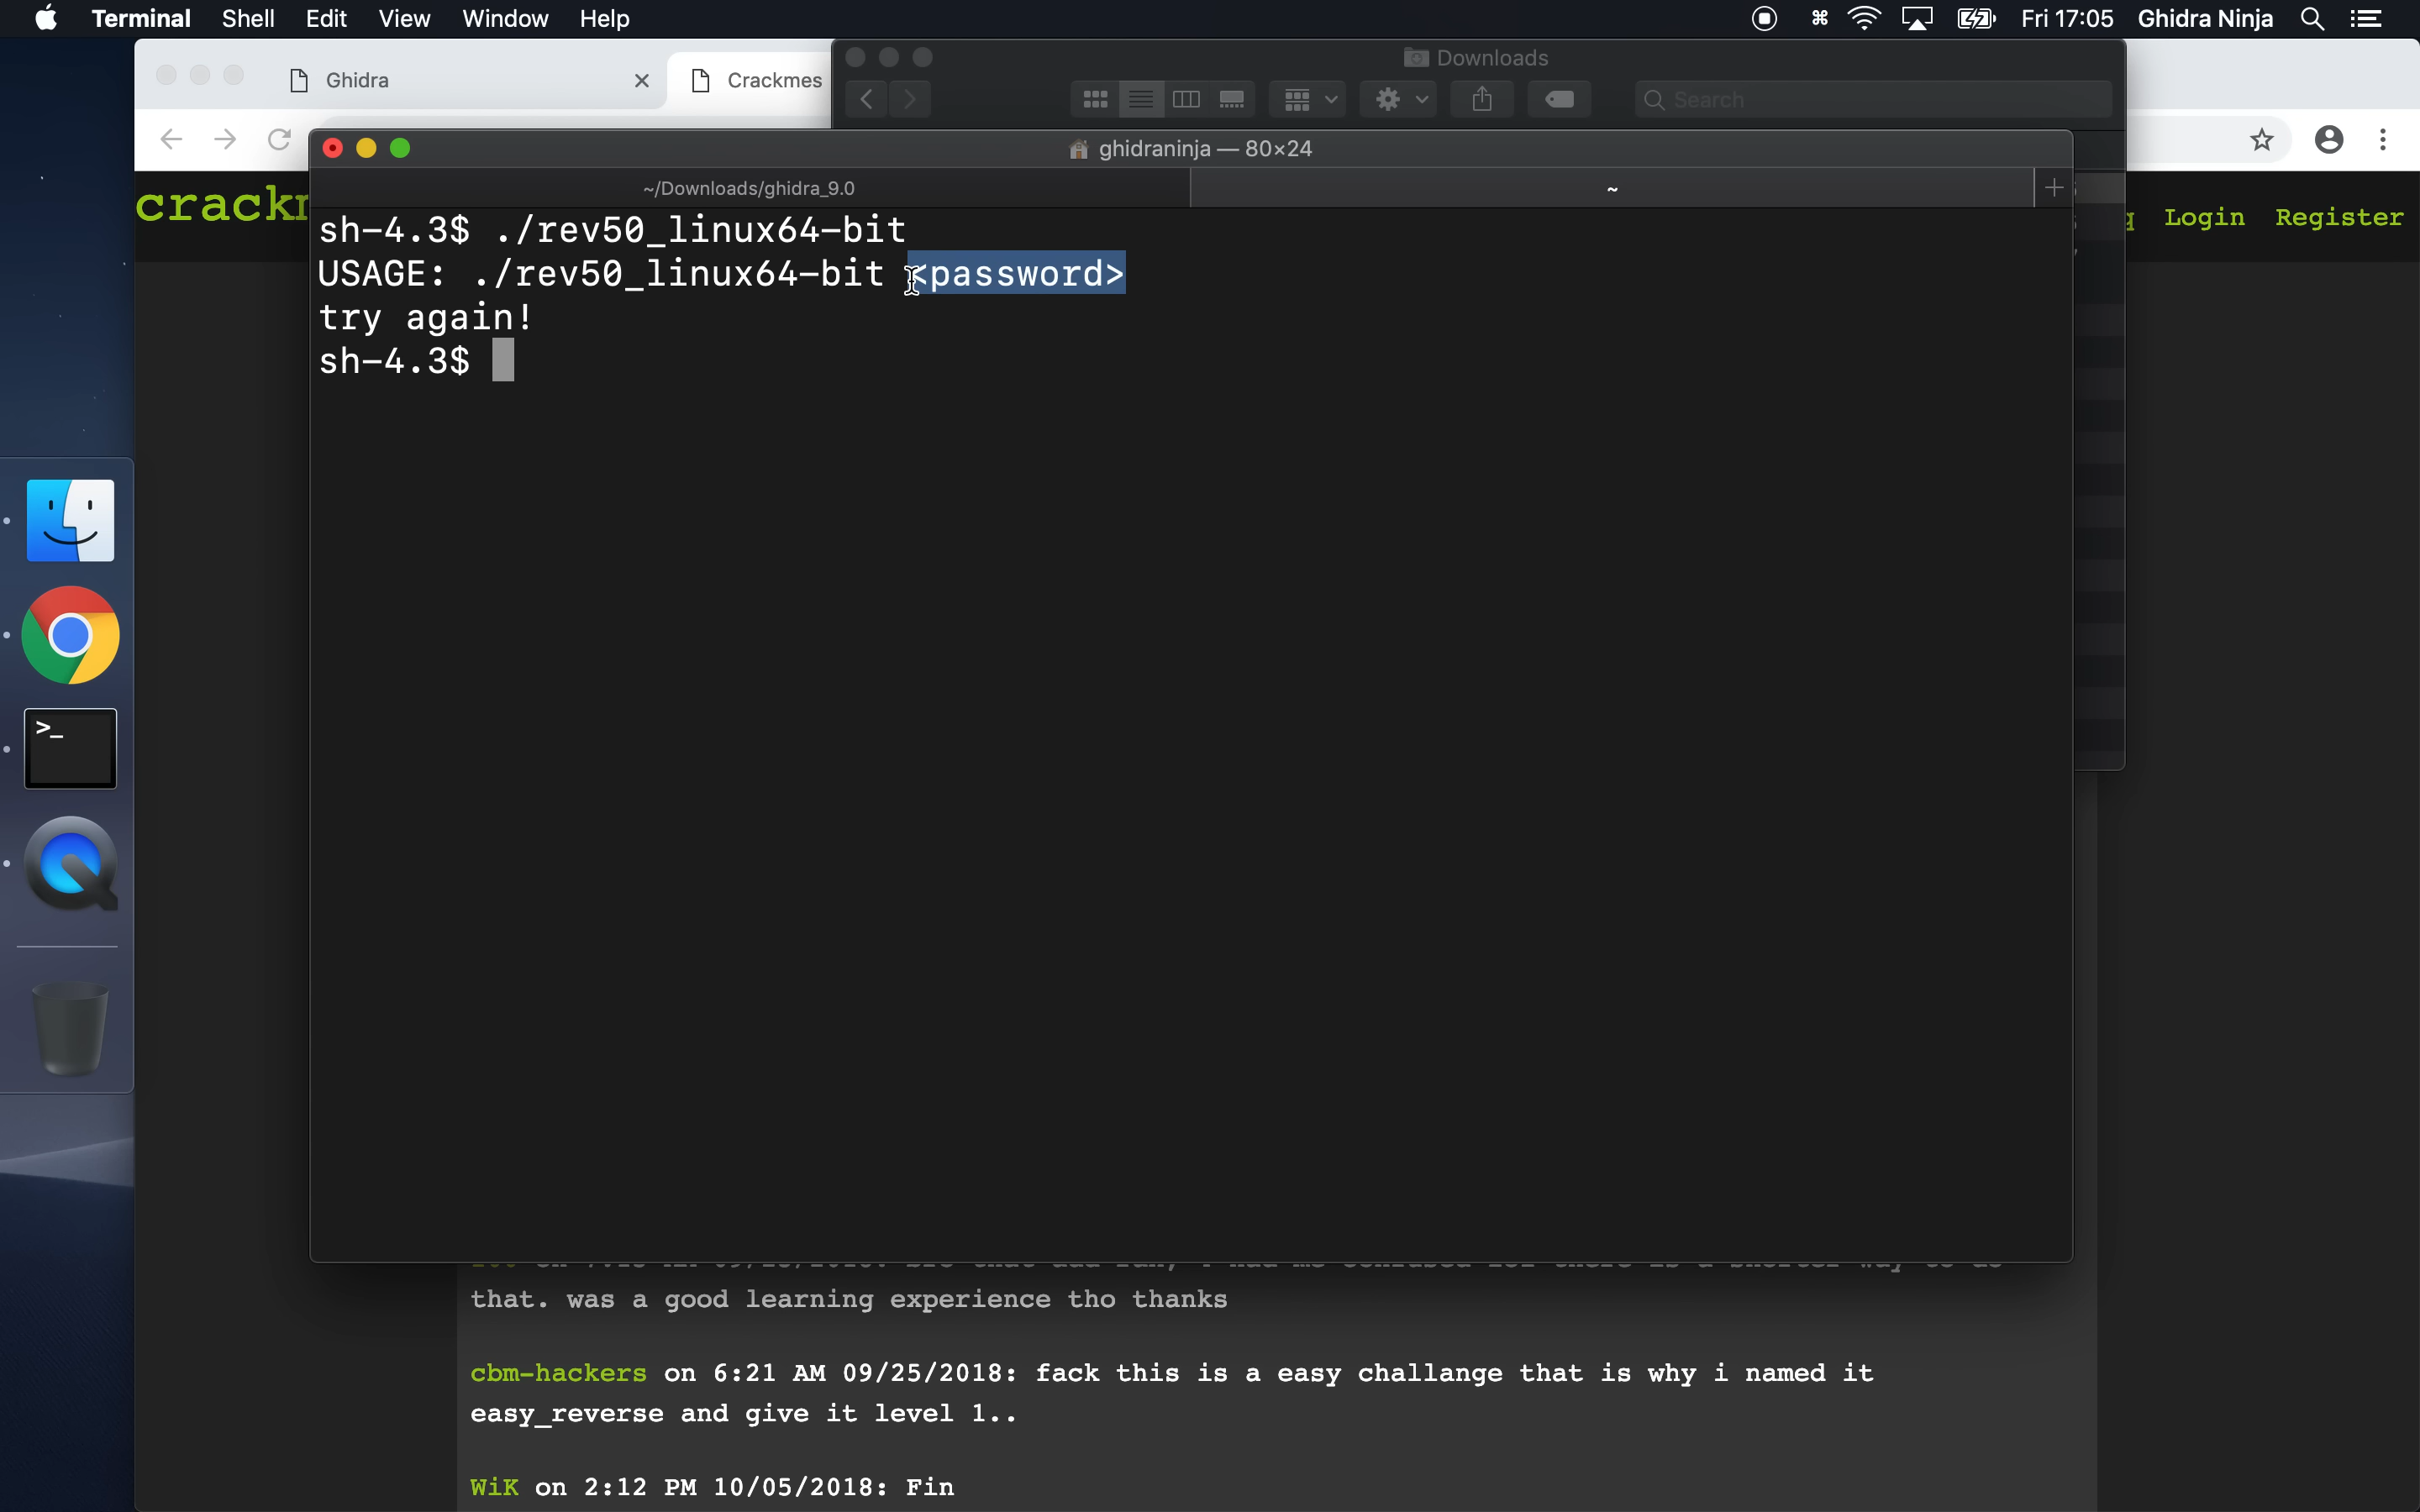 Terminal Shell Edit View Window Help Fri 17:05 Ghidra Ninja
Ghidra
Crackmes
Downloads
Search
ghidraninja — 80×24
~/Downloads/ghidra_9.0
~
Login Register
sh-4.3$ ./rev50_linux64-bit
USAGE: ./rev50_linux64-bit <password>
try again!
sh-4.3$
that. was a good learning experience tho thanks
cbm-hackers on 6:21 AM 09/25/2018: fack this is a easy challange that is why i named it
easy_reverse and give it level 1..
WiK on 2:12 PM 10/05/2018: Fin